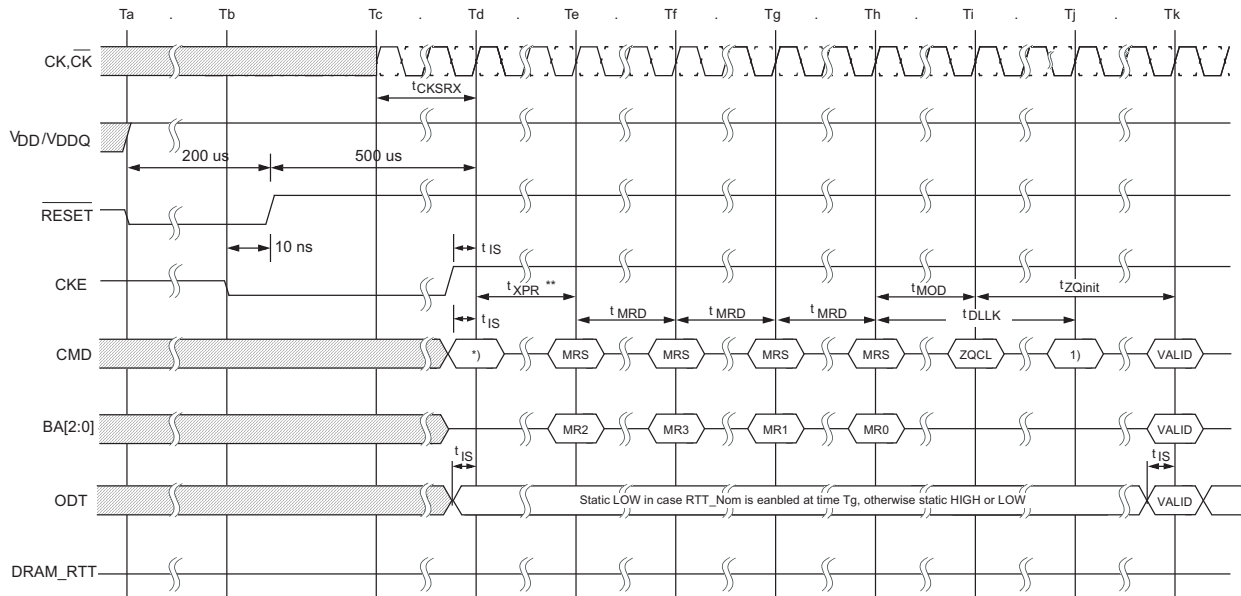 Ta . Tb Tc . Td . Te . Tf . Tg . Th . Ti . Tj . Tk
CK,CK
tCKSRX
VDD/VDDQ
200 us 500 us
RESET
10 ns tIS
CKE
tXPR ** tMOD tZQinit
tIS tMRD tMRD tMRD tDLLK
CMD *) MRS MRS MRS MRS ZQCL 1) VALID
BA[2:0] MR2 MR3 MR1 MR0 VALID
tIS tIS
ODT Static LOW in case RTT_Nom is eanbled at time Tg, otherwise static HIGH or LOW VALID
DRAM_RTT